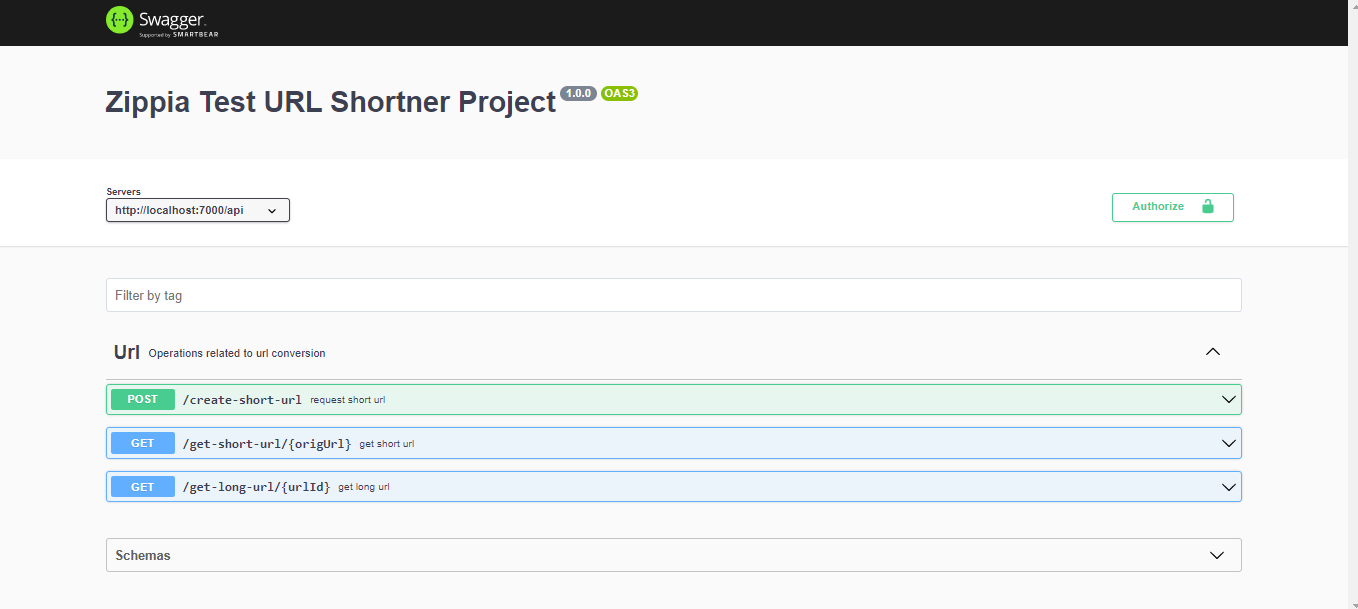 {···} Swagger.
Supported by SMARTBEAR
Zippia Test URL Shortner Project 1.0.0 OAS3
Servers
http://localhost:7000/api
Authorize
Filter by tag
Url Operations related to url conversion
POST /create-short-url request short url
GET /get-short-url/{origUrl} get short url
GET /get-long-url/{urlId} get long url
Schemas